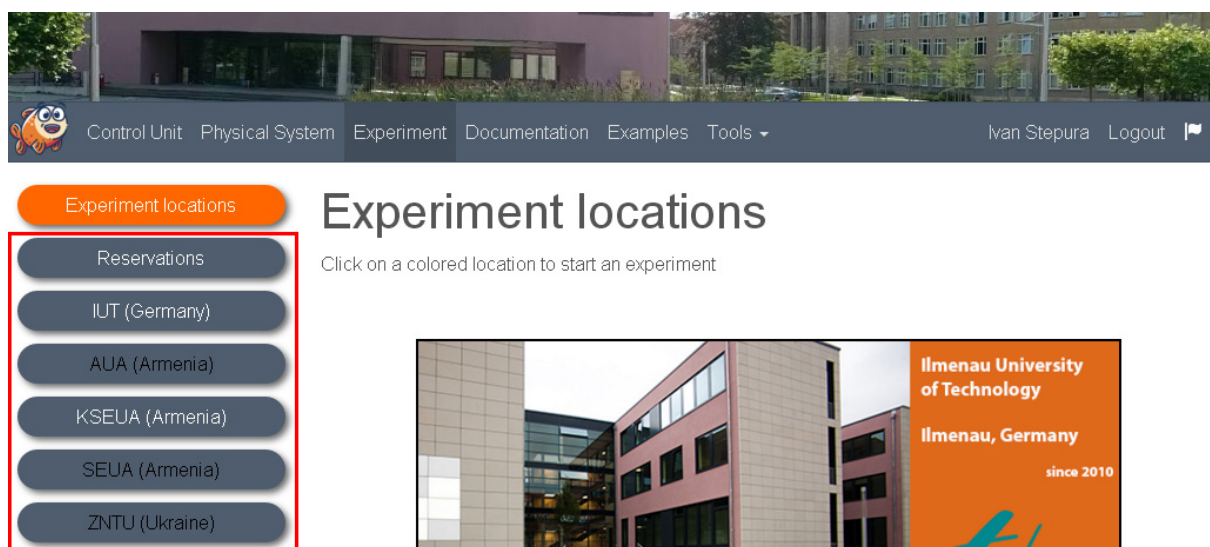 Control Unit Physical System Experiment Documentation Examples Tools Ivan Stepura Logout
Experiment locations
Reservations
IUT (Germany)
AUA (Armenia)
KSEUA (Armenia)
SEUA (Armenia)
ZNTU (Ukraine)
Experiment locations
Click on a colored location to start an experiment
Ilmenau University
of Technology
Ilmenau, Germany
since 2010